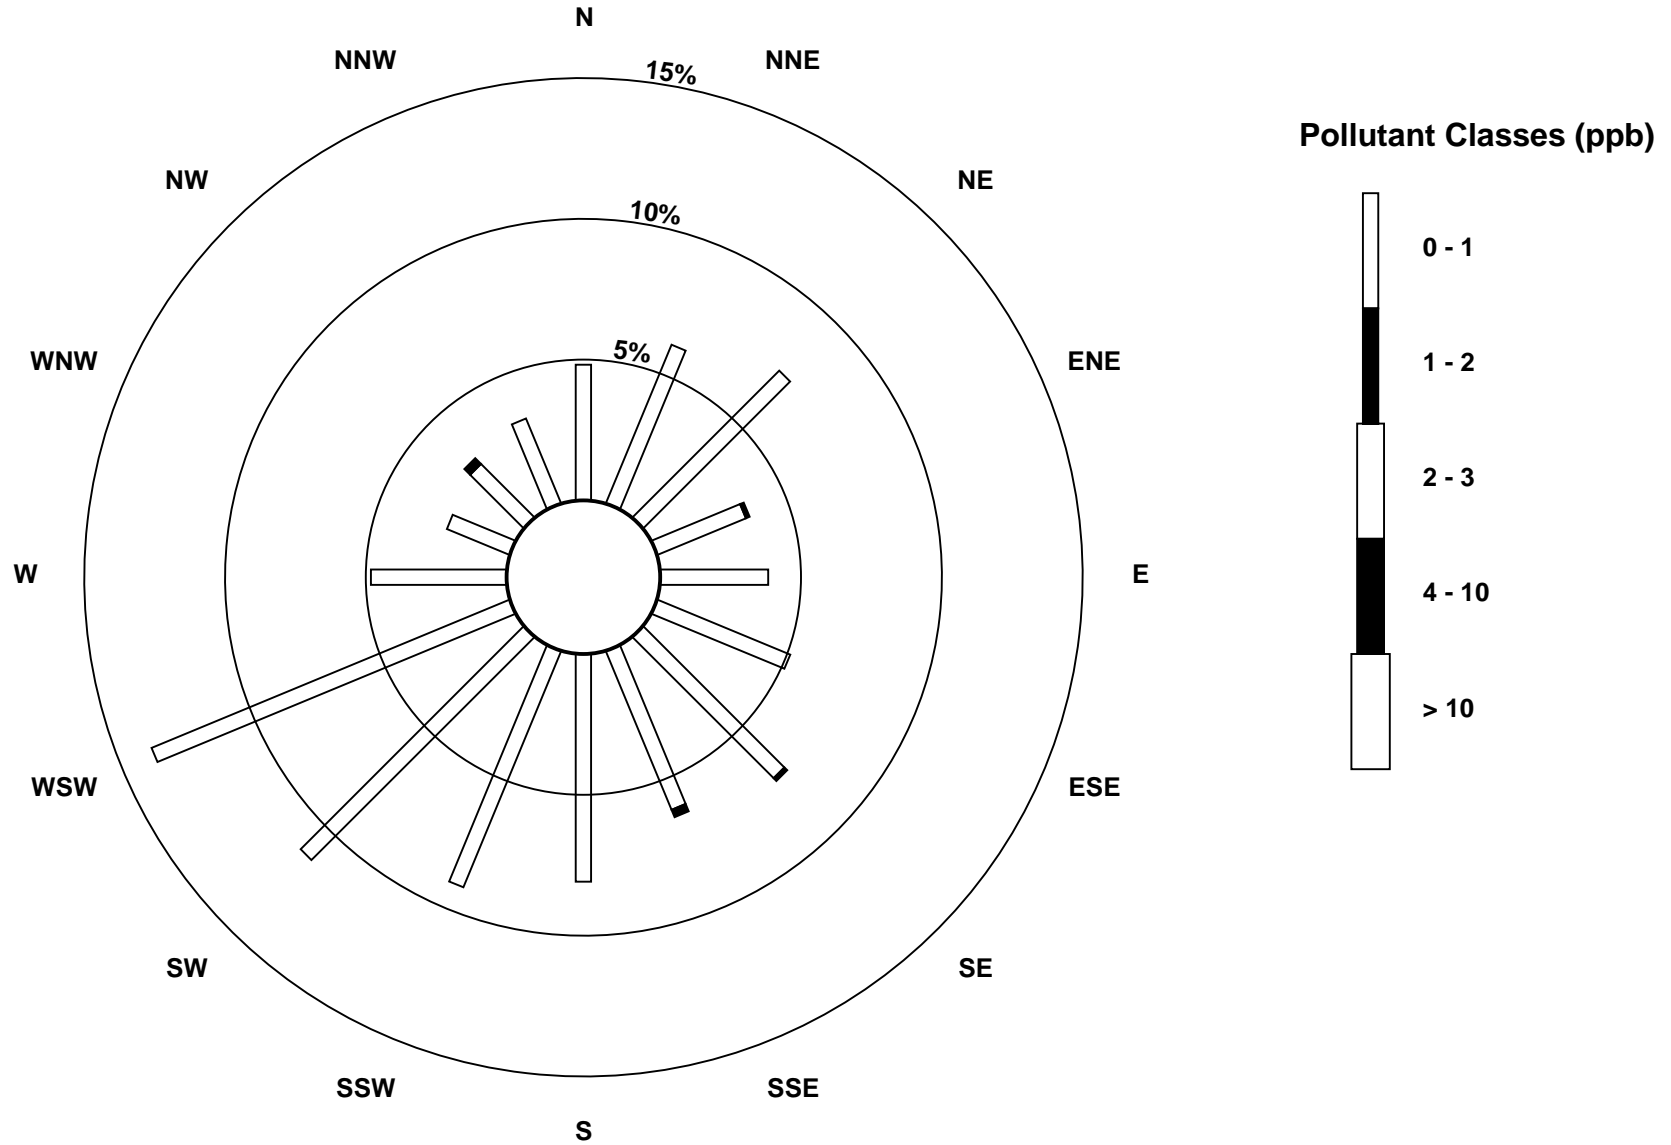 N
NNW
NNE
15%
Pollutant Classes (ppb)
NW
NE
10%
0 - 1
5%
WNW
ENE
1 - 2
2 - 3
W
E
4 - 10
> 10
WSW
ESE
SW
SE
SSW
SSE
S